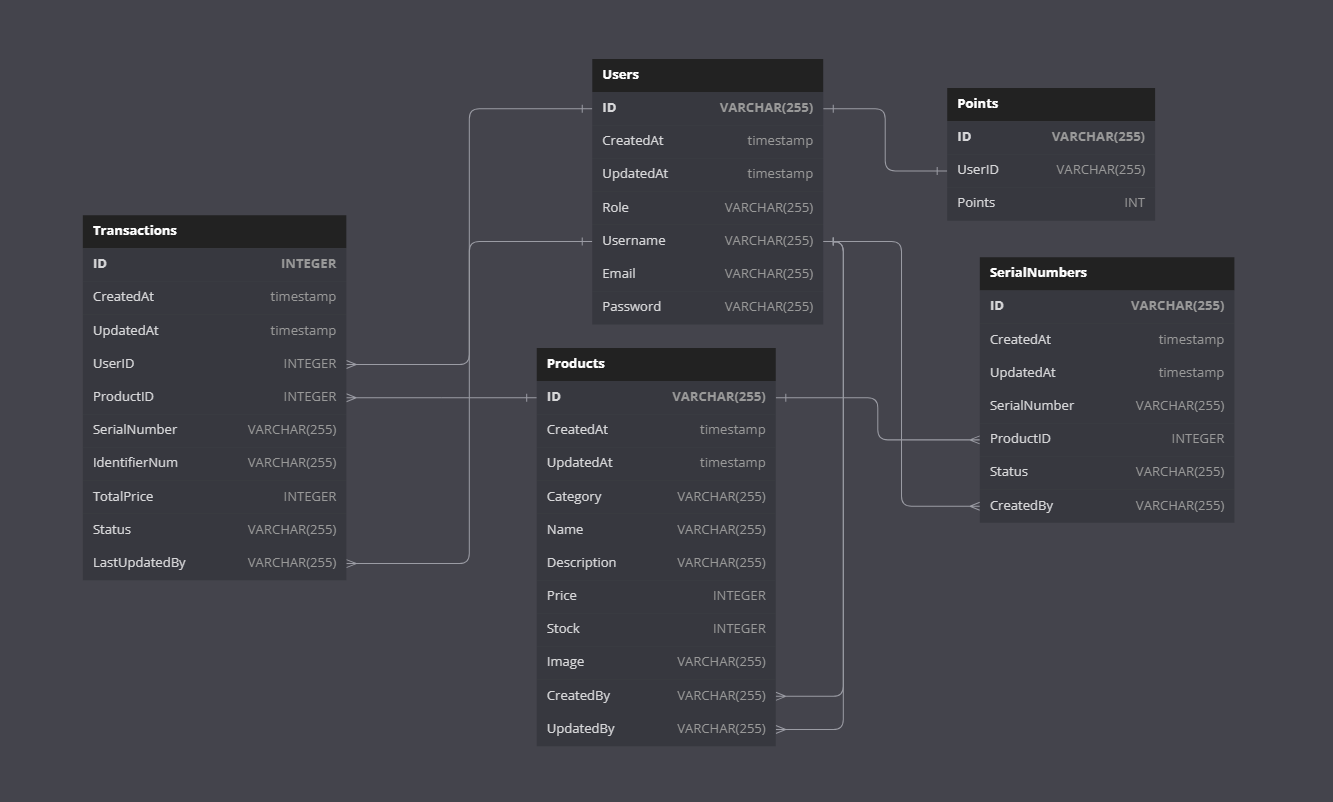 Users
ID VARCHAR(255)
CreatedAt timestamp
UpdatedAt timestamp
Role VARCHAR(255)
Username VARCHAR(255)
Email VARCHAR(255)
Password VARCHAR(255)
Points
ID VARCHAR(255)
UserID VARCHAR(255)
Points INT
Transactions
ID INTEGER
CreatedAt timestamp
UpdatedAt timestamp
UserID INTEGER
ProductID INTEGER
SerialNumber VARCHAR(255)
IdentifierNum VARCHAR(255)
TotalPrice INTEGER
Status VARCHAR(255)
LastUpdatedBy VARCHAR(255)
Products
ID VARCHAR(255)
CreatedAt timestamp
UpdatedAt timestamp
Category VARCHAR(255)
Name VARCHAR(255)
Description VARCHAR(255)
Price INTEGER
Stock INTEGER
Image VARCHAR(255)
CreatedBy VARCHAR(255)
UpdatedBy VARCHAR(255)
SerialNumbers
ID VARCHAR(255)
CreatedAt timestamp
UpdatedAt timestamp
SerialNumber VARCHAR(255)
ProductID INTEGER
Status VARCHAR(255)
CreatedBy VARCHAR(255)